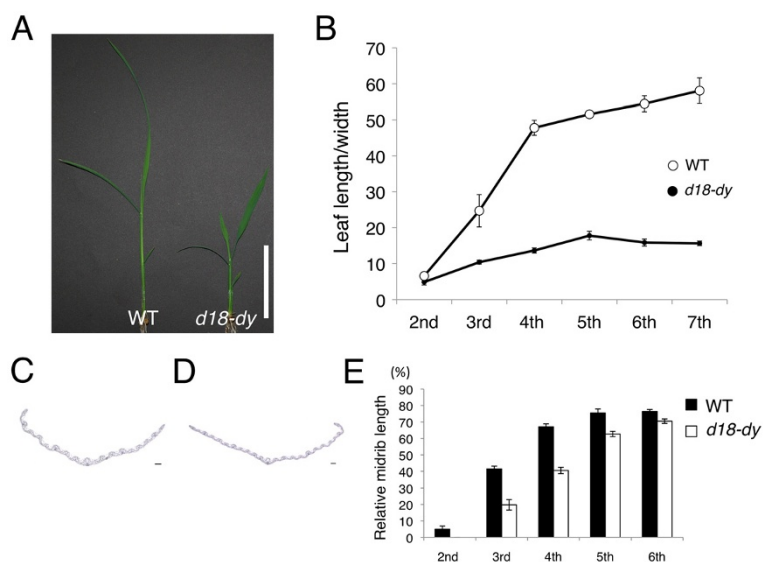 A
WT
d18-dy
B
Leaf length/width
70
60
50
40
30
20
10
0
2nd 3rd 4th 5th 6th 7th
WT
d18-dy
C
D
E
(%)
Relative midrib length
90
80
70
60
50
40
30
20
10
0
2nd 3rd 4th 5th 6th
WT
d18-dy